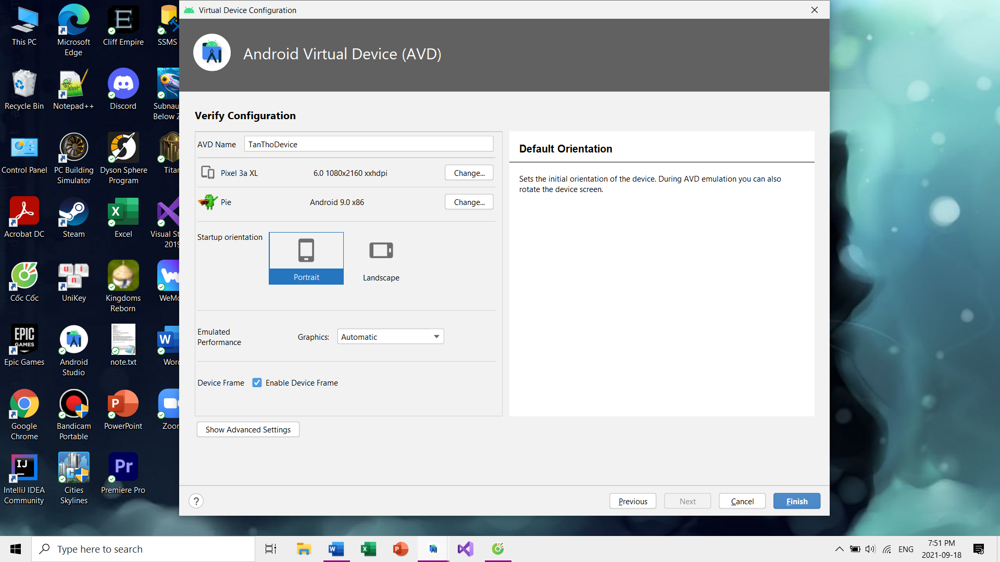 Virtual Device Configuration
Android Virtual Device (AVD)
Verify Configuration
AVD Name
TanThoDevice
Pixel 3a XL
6.0 1080x2160 xxhdpi
Change...
Pie
Android 9.0 x86
Change...
Startup orientation
Portrait
Landscape
Emulated
Performance
Graphics:
Automatic
Device Frame
Enable Device Frame
Show Advanced Settings
Default Orientation
Sets the initial orientation of the device. During AVD emulation you can also
rotate the device screen.
?
Previous
Next
Cancel
Finish
This PC
Microsoft
Edge
Cliff Empire
SSMS
Recycle Bin
Notepad++
Discord
Subnau
Below Z
Control Panel
PC Building
Simulator
Dyson Sphere
Program
Titan
Acrobat DC
Steam
Excel
Visual St
2019
Cốc Cốc
UniKey
Kingdoms
Reborn
WeMo
EPIC
GAMES
Epic Games
Android
Studio
note.txt
Word
Google
Chrome
Bandicam
Portable
PowerPoint
Zoom
IJ
IntelliJ IDEA
Community
Cities
Skylines
Pr
Premiere Pro
Type here to search
ENG
7:51 PM
2021-09-18